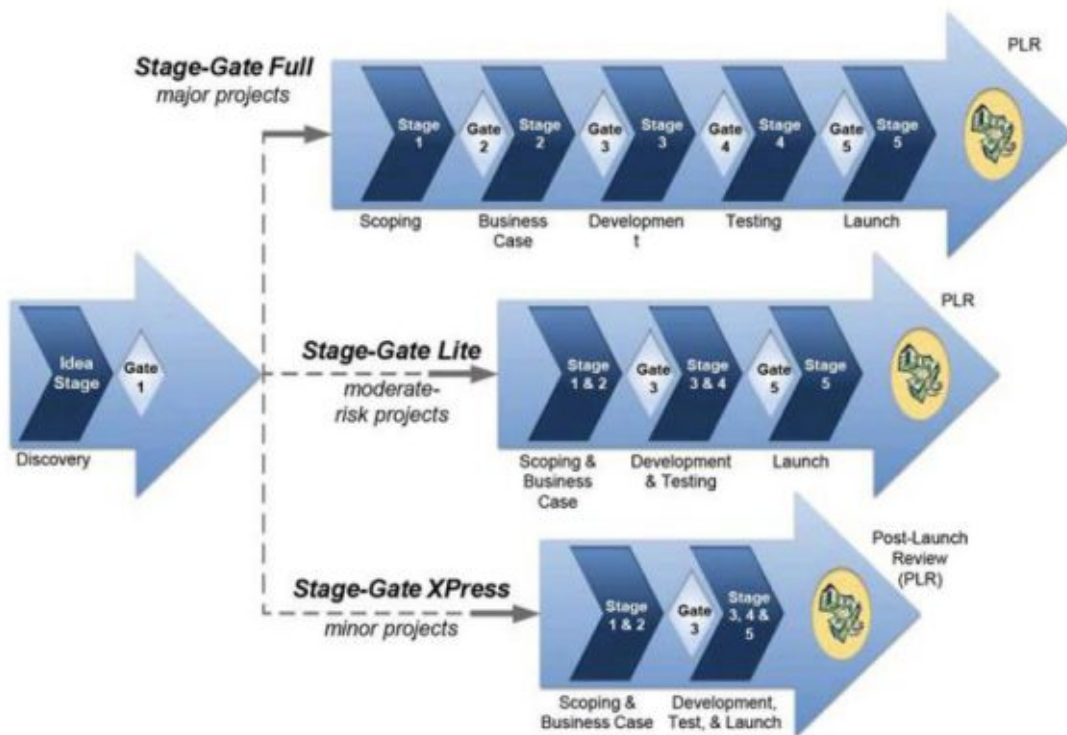 Stage-Gate Full
major projects
PLR
Stage
1
Gate
2
Stage
2
Gate
3
Stage
3
Gate
4
Stage
4
Gate
5
Stage
5
Scoping
Business
Case
Developmen
t
Testing
Launch
Idea
Stage
Gate
1
Discovery
Stage-Gate Lite
moderate-
risk projects
PLR
Stage
1 & 2
Gate
3
Stage
3 & 4
Gate
5
Stage
5
Scoping &
Business
Case
Development
& Testing
Launch
Stage-Gate XPress
minor projects
Post-Launch
Review
(PLR)
Stage
1 & 2
Gate
3
Stage
3, 4 &
5
Scoping &
Business Case
Development,
Test, & Launch